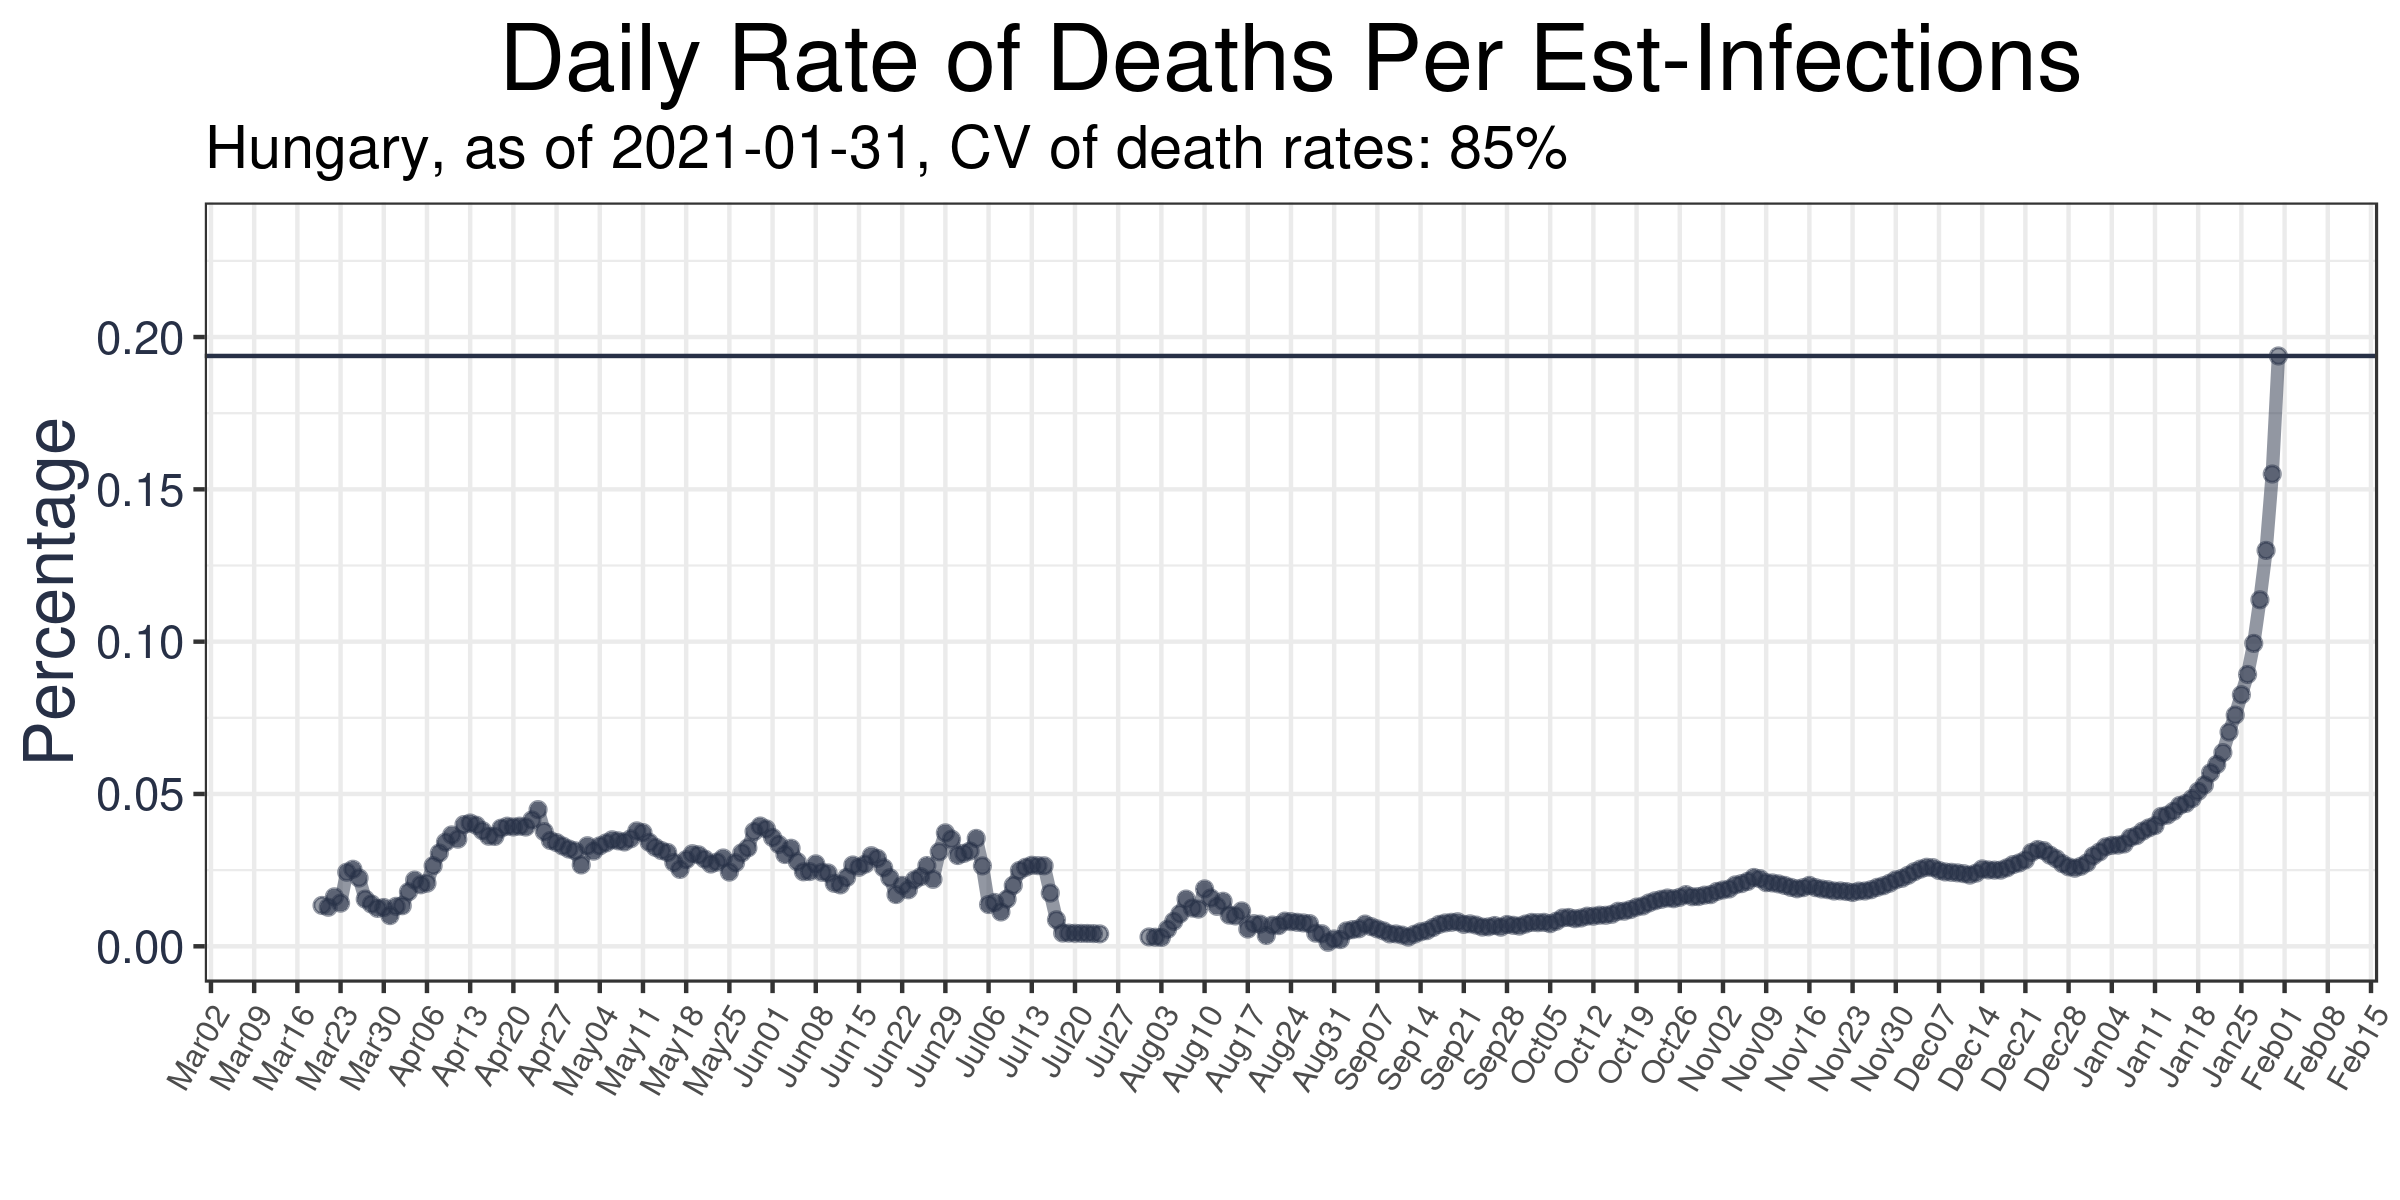 Daily Rate of Deaths Per Est-Infections
Hungary, as of 2021-01-31, CV of death rates: 85%
Percentage
0.20
0.15
0.10
0.05
0.00
Mar02
Mar09
Mar16
Mar23
Mar30
Apr06
Apr13
Apr20
Apr27
May04
May11
May18
May25
Jun01
Jun08
Jun15
Jun22
Jun29
Jul06
Jul13
Jul20
Jul27
Aug03
Aug10
Aug17
Aug24
Aug31
Sep07
Sep14
Sep21
Sep28
Oct05
Oct12
Oct19
Oct26
Nov02
Nov09
Nov16
Nov23
Nov30
Dec07
Dec14
Dec21
Dec28
Jan04
Jan11
Jan18
Jan25
Feb01
Feb08
Feb15